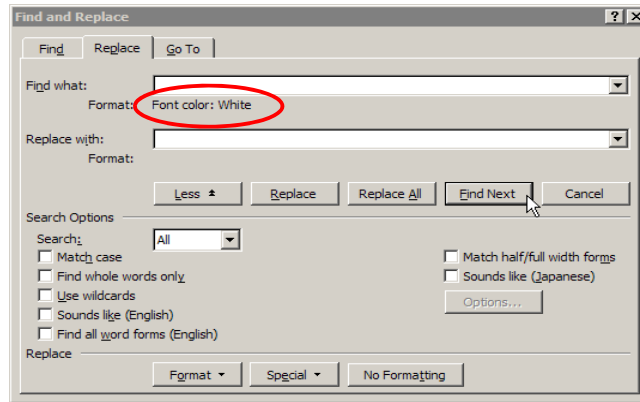 Find and Replace
Find Replace Go To
Find what:
Format: Font color: White
Replace with:
Format:
Less Replace Replace All Find Next Cancel
Search Options
Search: All
Match case Match half/full width forms
Find whole words only Sounds like (Japanese)
Use wildcards Options...
Sounds like (English)
Find all word forms (English)
Replace
Format Special No Formatting